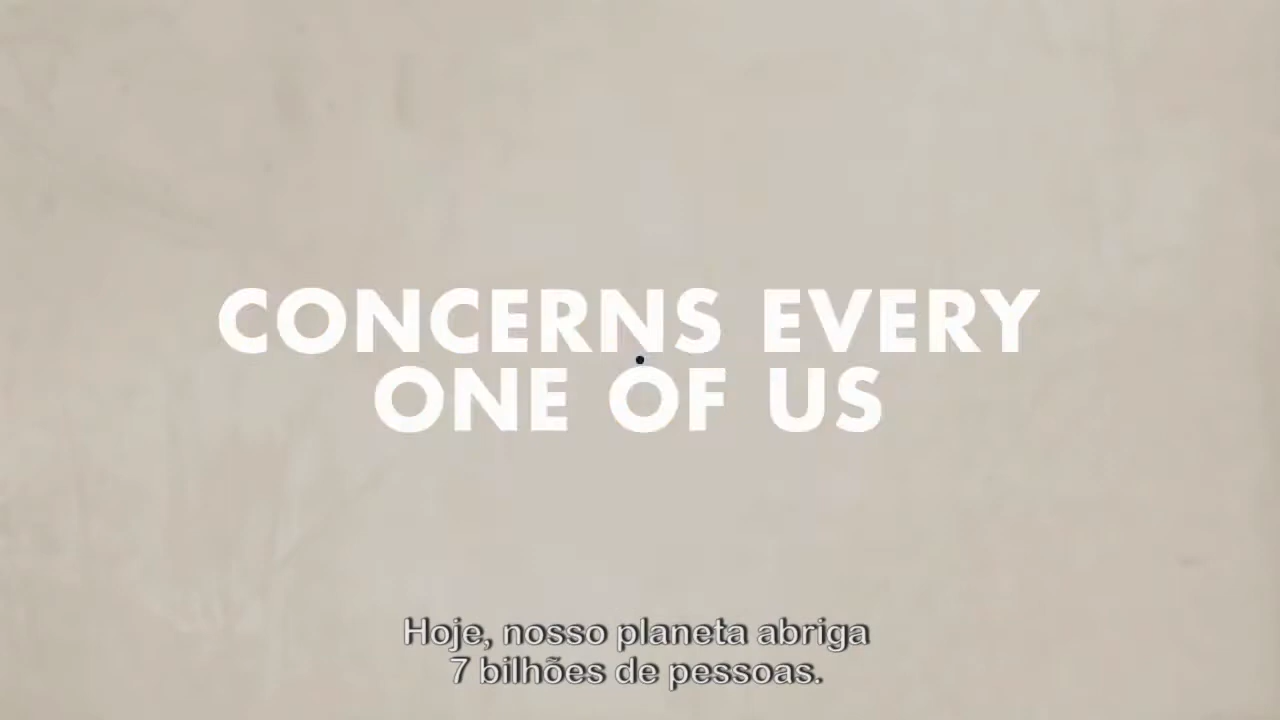 CONCERNS EVERY
ONE OF US
Hoje, nosso planeta abriga
7 bilhões de pessoas.